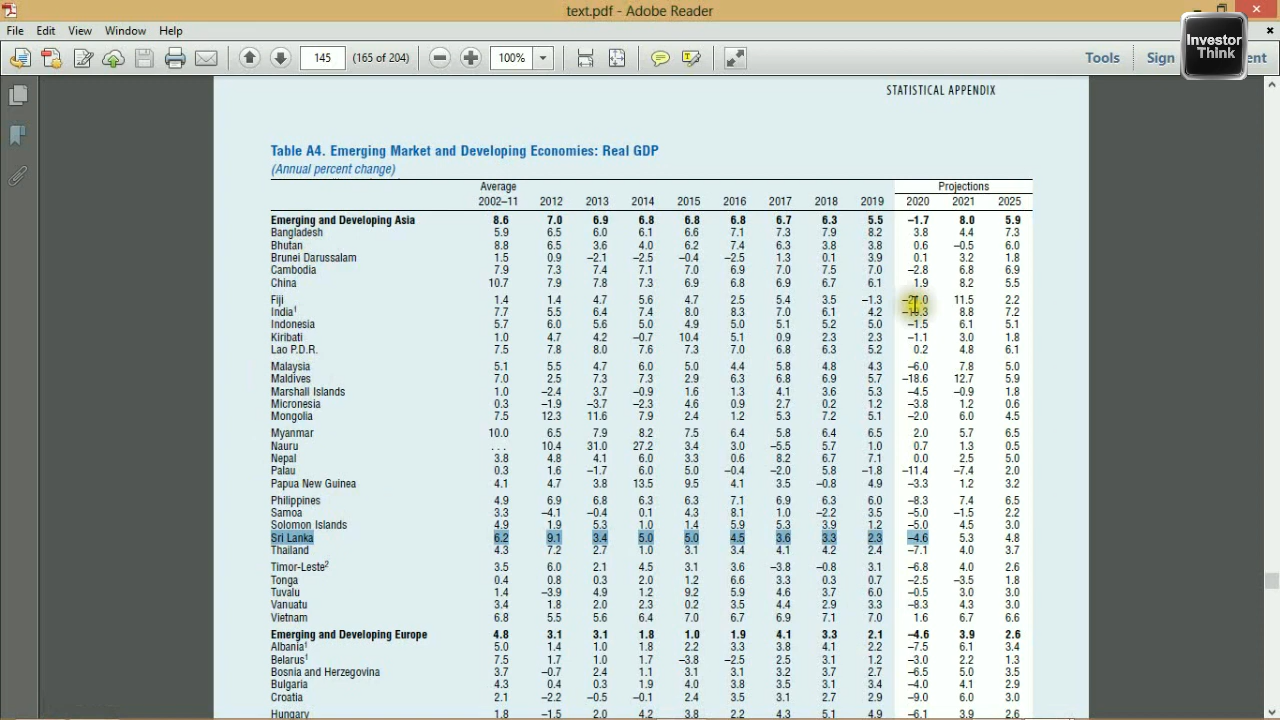 text.pdf - Adobe Reader
File Edit View Window Help
Investor
Think
145 (165 of 204) 100% Tools Sign
STATISTICAL APPENDIX
Table A4. Emerging Market and Developing Economies: Real GDP
(Annual percent change)
Average Projections
2002–11 2012 2013 2014 2015 2016 2017 2018 2019 2020 2021 2025
Emerging and Developing Asia 8.6 7.0 6.9 6.8 6.8 6.8 6.7 6.3 5.5 –1.7 8.0 5.9
Bangladesh 5.9 6.5 6.0 6.1 6.6 7.1 7.3 7.9 8.2 3.8 4.4 7.3
Bhutan 8.8 6.5 3.6 4.0 6.2 7.4 6.3 3.8 3.8 0.6 –0.5 6.0
Brunei Darussalam 1.5 0.9 –2.1 –2.5 –0.4 –2.5 1.3 0.1 3.9 0.1 3.2 1.8
Cambodia 7.9 7.3 7.4 7.1 7.0 6.9 7.0 7.5 7.0 –2.8 6.8 6.9
China 10.7 7.9 7.8 7.3 6.9 6.8 6.9 6.7 6.1 1.9 8.2 5.5
Fiji 1.4 1.4 4.7 5.6 4.7 2.5 5.4 3.5 –1.3 11.5 2.2
India¹ 7.7 5.5 6.4 7.4 8.0 8.3 7.0 6.1 4.2 8.8 7.2
Indonesia 5.7 6.0 5.6 5.0 4.9 5.0 5.1 5.2 5.0 –1.5 6.1 5.1
Kiribati 1.0 4.7 4.2 –0.7 10.4 5.1 0.9 2.3 2.3 –1.1 3.0 1.8
Lao P.D.R. 7.5 7.8 8.0 7.6 7.3 7.0 6.8 6.3 5.2 0.2 4.8 6.1
Malaysia 5.1 5.5 4.7 6.0 5.0 4.4 5.8 4.8 4.3 –6.0 7.8 5.0
Maldives 7.0 2.5 7.3 7.3 2.9 6.3 6.8 6.9 5.7 –18.6 12.7 5.9
Marshall Islands 1.0 –2.4 3.7 –0.9 1.6 1.3 4.1 3.6 5.3 –4.5 –0.9 1.8
Micronesia 0.3 –1.9 –3.7 –2.3 4.6 0.9 2.7 0.2 1.2 –3.8 1.2 0.6
Mongolia 7.5 12.3 11.6 7.9 2.4 1.2 5.3 7.2 5.1 –2.0 6.0 4.5
Myanmar 10.0 6.5 7.9 8.2 7.5 6.4 5.8 6.4 6.5 2.0 5.7 6.5
Nauru . . . 10.4 31.0 27.2 3.4 3.0 –5.5 5.7 1.0 0.7 1.3 0.5
Nepal 3.8 4.8 4.1 6.0 3.3 0.6 8.2 6.7 7.1 0.0 2.5 5.0
Palau 0.3 1.6 –1.7 6.0 5.0 –0.4 –2.0 5.8 –1.8 –11.4 –7.4 2.0
Papua New Guinea 4.1 4.7 3.8 13.5 9.5 4.1 3.5 –0.8 4.9 –3.3 1.2 3.2
Philippines 4.9 6.9 6.8 6.3 6.3 7.1 6.9 6.3 6.0 –8.3 7.4 6.5
Samoa 3.3 –4.1 –0.4 0.1 4.3 8.1 1.0 –2.2 3.5 –5.0 –1.5 2.2
Solomon Islands 4.9 1.9 5.3 1.0 1.4 5.9 5.3 3.9 1.2 –5.0 4.5 3.0
Sri Lanka 6.2 9.1 3.4 5.0 5.0 4.5 3.6 3.3 2.3 –4.6 5.3 4.8
Thailand 4.3 7.2 2.7 1.0 3.1 3.4 4.1 4.2 2.4 –7.1 4.0 3.7
Timor-Leste² 3.5 6.0 2.1 4.5 3.1 3.6 –3.8 –0.8 3.1 –6.8 4.0 2.6
Tonga 0.4 0.8 0.3 2.0 1.2 6.6 3.3 0.3 0.7 –2.5 –3.5 1.8
Tuvalu 1.4 –3.9 4.9 1.2 9.2 5.9 4.6 3.7 6.0 –0.5 3.0 3.0
Vanuatu 3.4 1.8 2.0 2.3 0.2 3.5 4.4 2.9 3.3 –8.3 4.3 3.0
Vietnam 6.8 5.5 5.6 6.4 7.0 6.7 6.9 7.1 7.0 1.6 6.7 6.6
Emerging and Developing Europe 4.8 3.1 3.1 1.8 1.0 1.9 4.1 3.3 2.1 –4.6 3.9 2.6
Albania¹ 5.0 1.4 1.0 1.8 2.2 3.3 3.8 4.1 2.2 –7.5 6.1 3.4
Belarus¹ 7.5 1.7 1.0 1.7 –3.8 –2.5 2.5 3.1 1.2 –3.0 2.2 1.3
Bosnia and Herzegovina 3.7 –0.7 2.4 1.1 3.1 3.1 3.2 3.7 2.7 –6.5 5.0 3.5
Bulgaria 4.3 0.4 0.3 1.9 4.0 3.8 3.5 3.1 3.4 –4.0 4.1 2.9
Croatia 2.1 –2.2 –0.5 –0.1 2.4 3.5 3.1 2.7 2.9 –9.0 6.0 3.0
Hungary 1.8 –1.5 2.0 4.2 3.8 2.2 4.3 5.1 4.9 –6.1 3.9 2.6